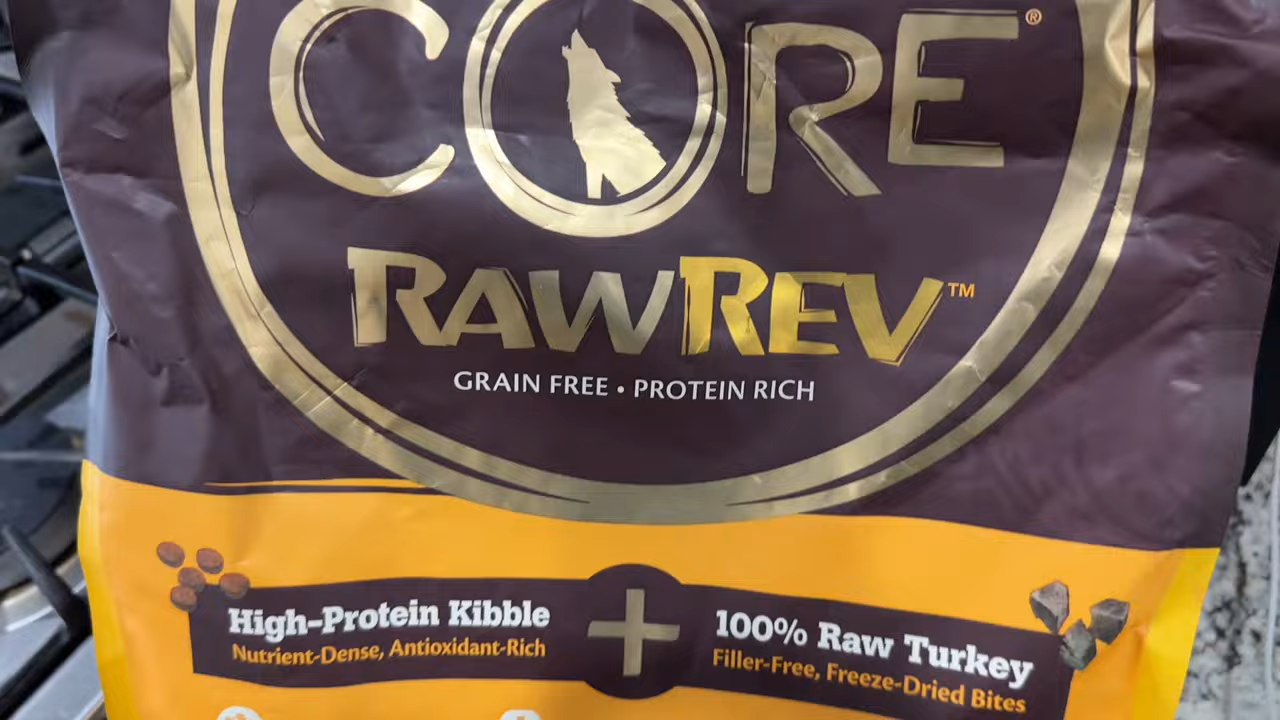 CORE®
RAWREV™
GRAIN FREE • PROTEIN RICH
High-Protein Kibble
Nutrient-Dense, Antioxidant-Rich
+
100% Raw Turkey
Filler-Free, Freeze-Dried Bites